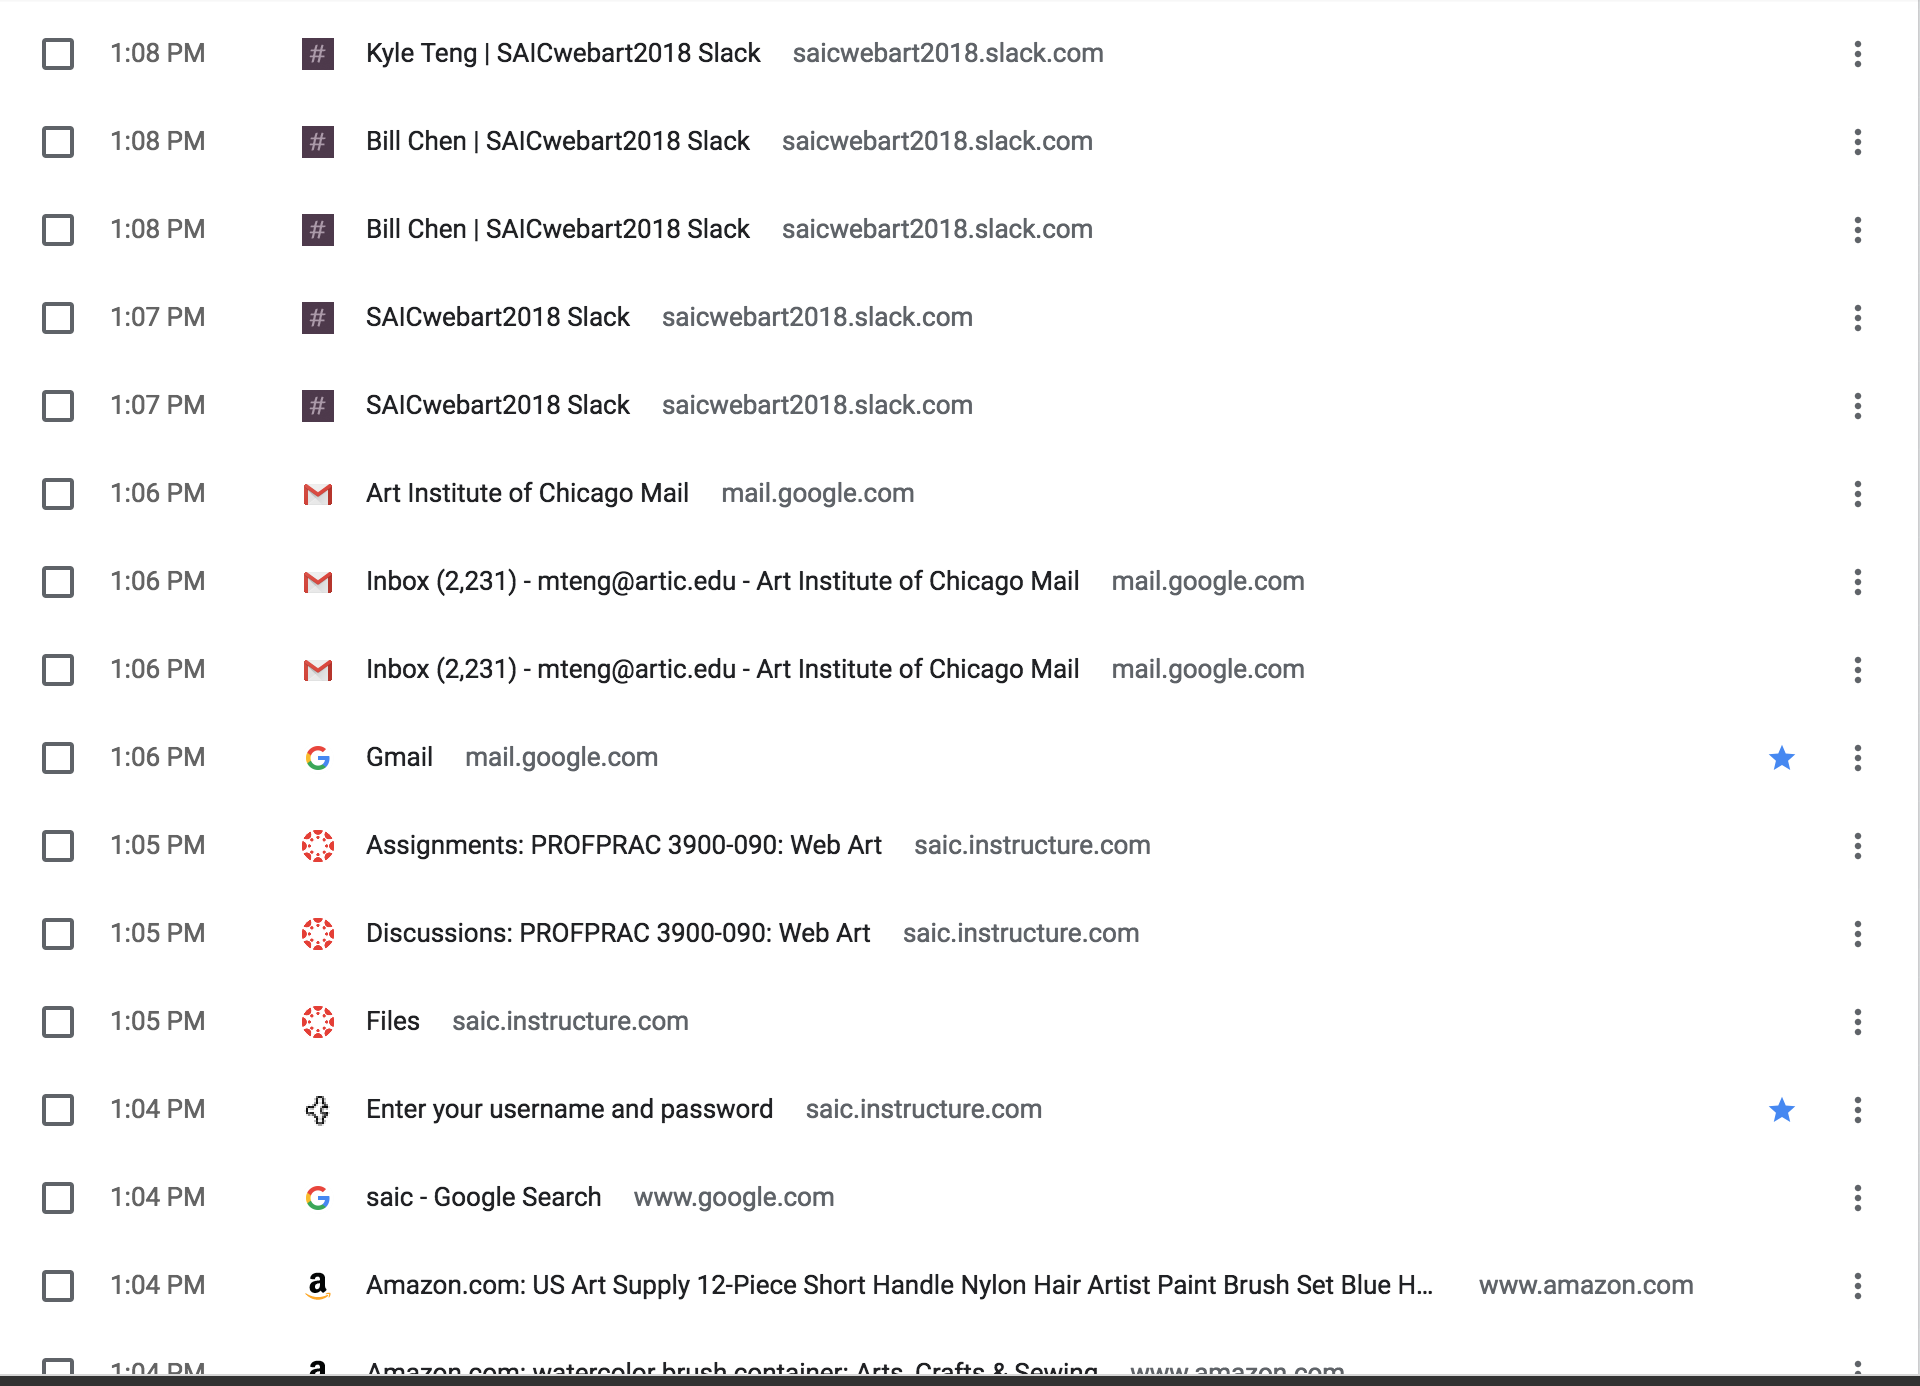 1:08 PM # Kyle Teng | SAICwebart2018 Slack saicwebart2018.slack.com
1:08 PM # Bill Chen | SAICwebart2018 Slack saicwebart2018.slack.com
1:08 PM # Bill Chen | SAICwebart2018 Slack saicwebart2018.slack.com
1:07 PM # SAICwebart2018 Slack saicwebart2018.slack.com
1:07 PM # SAICwebart2018 Slack saicwebart2018.slack.com
1:06 PM Art Institute of Chicago Mail mail.google.com
1:06 PM Inbox (2,231) - mteng@artic.edu - Art Institute of Chicago Mail mail.google.com
1:06 PM Inbox (2,231) - mteng@artic.edu - Art Institute of Chicago Mail mail.google.com
1:06 PM Gmail mail.google.com
1:05 PM Assignments: PROFPRAC 3900-090: Web Art saic.instructure.com
1:05 PM Discussions: PROFPRAC 3900-090: Web Art saic.instructure.com
1:05 PM Files saic.instructure.com
1:04 PM Enter your username and password saic.instructure.com
1:04 PM saic - Google Search www.google.com
1:04 PM Amazon.com: US Art Supply 12-Piece Short Handle Nylon Hair Artist Paint Brush Set Blue H... www.amazon.com
1:04 PM Amazon.com: watercolor brush container: Arts, Crafts & Sewing www.amazon.com